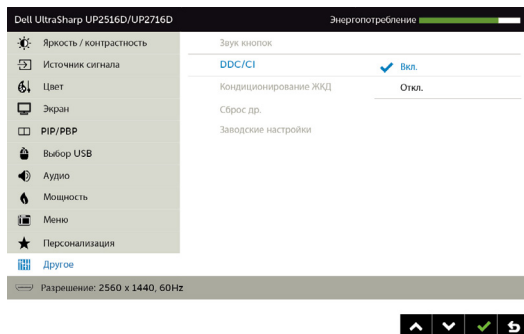 Dell UltraSharp UP2516D/UP2716D
Энергопотребление
Яркость / контрастность
Звук кнопок
Источник сигнала
DDC/CI
Вкл.
Цвет
Кондиционирование ЖКД
Откл.
Экран
Сброс др.
PIP/PBP
Заводские настройки
Выбор USB
Аудио
Мощность
Меню
Персонализация
Другое
Разрешение: 2560 x 1440, 60Hz